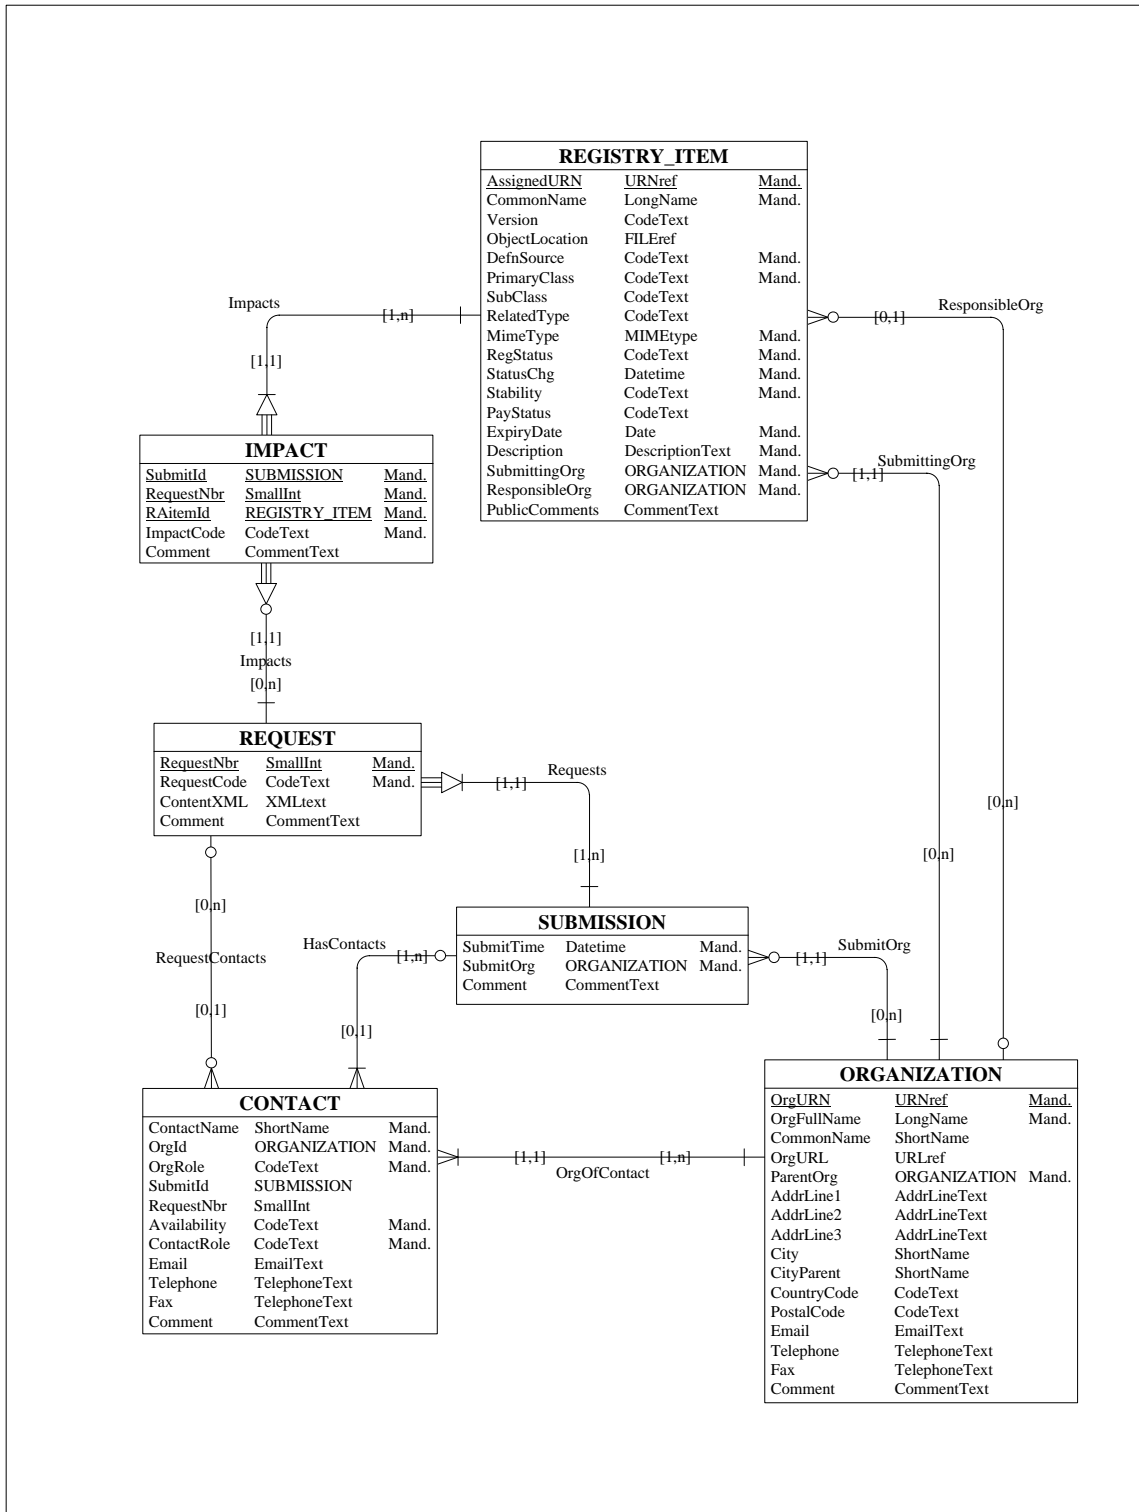 REGISTRY_ITEM
AssignedURN URNref Mand.
CommonName LongName Mand.
Version CodeText
ObjectLocation FILEref
DefnSource CodeText Mand.
PrimaryClass CodeText Mand.
SubClass CodeText
RelatedType CodeText
MimeType MIMEtype Mand.
RegStatus CodeText Mand.
StatusChg Datetime Mand.
Stability CodeText Mand.
PayStatus CodeText
ExpiryDate Date Mand.
Description DescriptionText Mand.
SubmittingOrg ORGANIZATION Mand.
ResponsibleOrg ORGANIZATION Mand.
PublicComments CommentText
Impacts
[1,n]
[1,1]
ResponsibleOrg
[0,1]
[0,n]
SubmittingOrg
[1,1]
[0,n]
IMPACT
SubmitId SUBMISSION Mand.
RequestNbr SmallInt Mand.
RAitemId REGISTRY_ITEM Mand.
ImpactCode CodeText Mand.
Comment CommentText
[1,1]
Impacts
[0,n]
REQUEST
RequestNbr SmallInt Mand.
RequestCode CodeText Mand.
ContentXML XMLtext
Comment CommentText
Requests
[1,1]
[1,n]
[0,n]
RequestContacts
[0,1]
SUBMISSION
SubmitTime Datetime Mand.
SubmitOrg ORGANIZATION Mand.
Comment CommentText
HasContacts
[1,n]
[0,1]
SubmitOrg
[1,1]
[0,n]
CONTACT
ContactName ShortName Mand.
OrgId ORGANIZATION Mand.
OrgRole CodeText Mand.
SubmitId SUBMISSION
RequestNbr SmallInt
Availability CodeText Mand.
ContactRole CodeText Mand.
Email EmailText
Telephone TelephoneText
Fax TelephoneText
Comment CommentText
[1,1] [1,n]
OrgOfContact
ORGANIZATION
OrgURN URNref Mand.
OrgFullName LongName Mand.
CommonName ShortName
OrgURL URLref
ParentOrg ORGANIZATION Mand.
AddrLine1 AddrLineText
AddrLine2 AddrLineText
AddrLine3 AddrLineText
City ShortName
CityParent ShortName
CountryCode CodeText
PostalCode CodeText
Email EmailText
Telephone TelephoneText
Fax TelephoneText
Comment CommentText